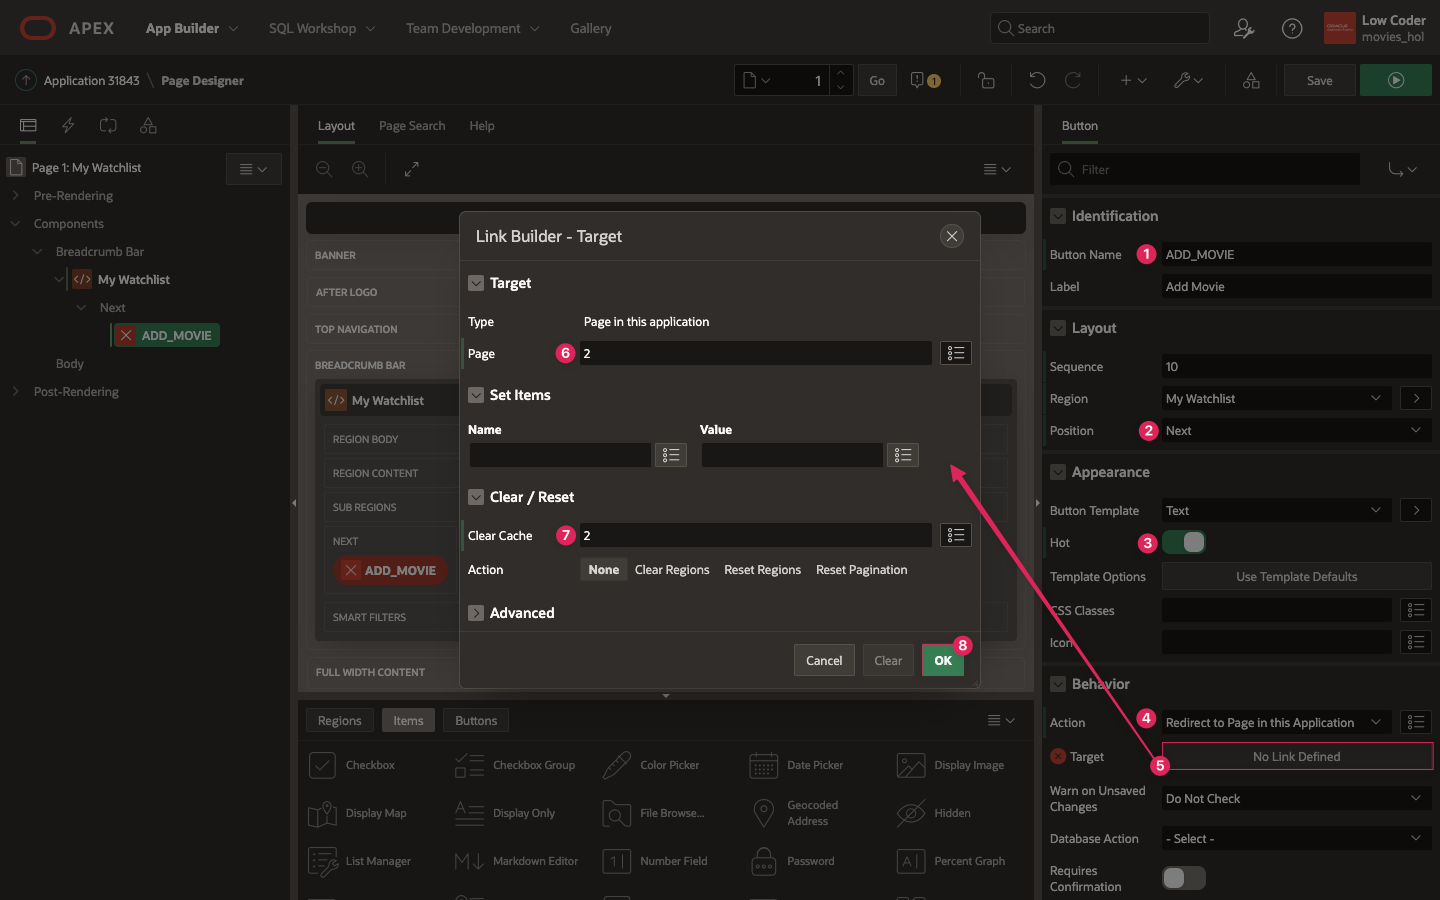 APEX App Builder SQL Workshop Team Development Gallery Search Low Coder
movies_hol
Application 31843 \ Page Designer 1 Go 1 Save
Page 1: My Watchlist
Pre-Rendering
Components
Breadcrumb Bar
My Watchlist
Next
ADD_MOVIE
Body
Post-Rendering
Layout Page Search Help
BANNER
AFTER LOGO
TOP NAVIGATION
BREADCRUMB BAR
My Watchlist
REGION BODY
REGION CONTENT
SUB REGIONS
NEXT
ADD_MOVIE
SMART FILTERS
FULL WIDTH CONTENT
Link Builder - Target
Target
Type Page in this application
Page 6 2
Set Items
Name Value
Clear / Reset
Clear Cache 7 2
Action None Clear Regions Reset Regions Reset Pagination
Advanced
Cancel Clear OK 8
Regions Items Buttons
Checkbox Checkbox Group Color Picker Date Picker Display Image
Display Map Display Only File Browse... Geocoded Address Hidden
List Manager Markdown Editor Number Field Password Percent Graph
Button
Filter
Identification
Button Name 1 ADD_MOVIE
Label Add Movie
Layout
Sequence 10
Region My Watchlist
Position 2 Next
Appearance
Button Template Text
Hot 3
Template Options Use Template Defaults
CSS Classes
Icon
Behavior
Action 4 Redirect to Page in this Application
Target 5 No Link Defined
Warn on Unsaved Changes Do Not Check
Database Action - Select -
Requires Confirmation